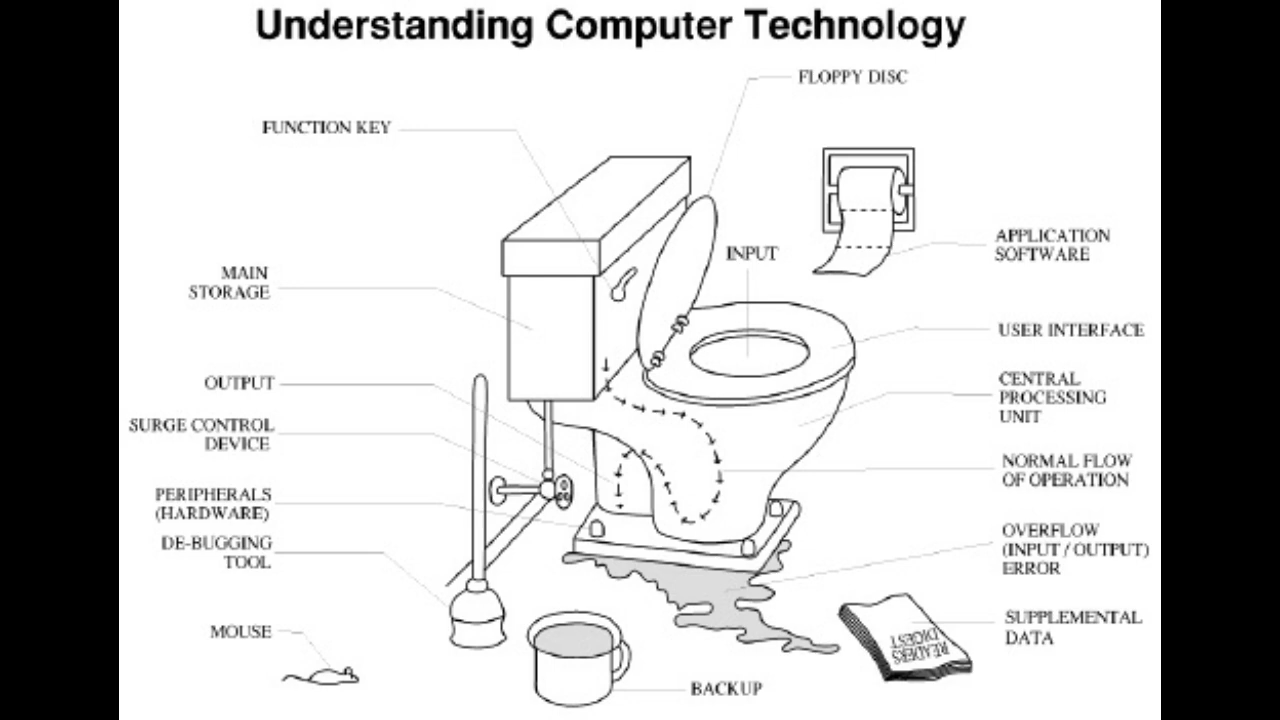 Understanding Computer Technology
FLOPPY DISC
FUNCTION KEY
APPLICATION
SOFTWARE
INPUT
MAIN
STORAGE
USER INTERFACE
OUTPUT
CENTRAL
PROCESSING
UNIT
SURGE CONTROL
DEVICE
NORMAL FLOW
OF OPERATION
PERIPHERALS
(HARDWARE)
OVERFLOW
(INPUT / OUTPUT)
ERROR
DE-BUGGING
TOOL
SUPPLEMENTAL
DATA
READERS
DIGEST
MOUSE
BACKUP